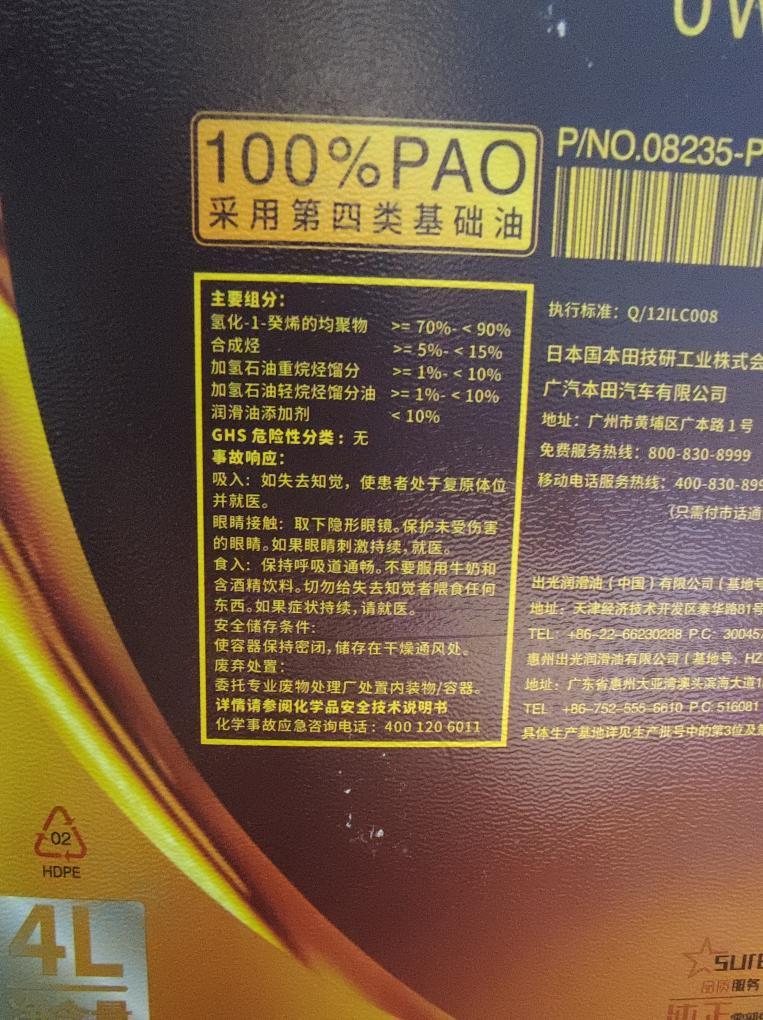 0W
100%PAO
采用第四类基础油
P/NO.08235-P
主要组分：
氢化-1-癸烯的均聚物 >= 70%- < 90%
合成烃 >= 5%- < 15%
加氢石油重烷烃馏分 >= 1%- < 10%
加氢石油轻烷烃馏分油 >= 1%- < 10%
润滑油添加剂 < 10%
GHS 危险性分类：无
事故响应：
吸入：如失去知觉，使患者处于复原体位
并就医。
眼睛接触：取下隐形眼镜。保护未受伤害
的眼睛。如果眼睛刺激持续，就医。
食入：保持呼吸道通畅。不要服用牛奶和
含酒精饮料。切勿给失去知觉者喂食任何
东西。如果症状持续，请就医。
安全储存条件：
使容器保持密闭，储存在干燥通风处。
废弃处置：
委托专业废物处理厂处置内装物/容器。
详情请参阅化学品安全技术说明书
化学事故应急咨询电话：400 120 6011
执行标准：Q/12ILC008
日本国本田技研工业株式会
广汽本田汽车有限公司
地址：广州市黄埔区广本路1号
免费服务热线：800-830-8999
移动电话服务热线：400-830-899
（只需付市话通
出光润滑油（中国）有限公司（基地号
地址：天津经济技术开发区泰华路81号
TEL：+86-22-66230288 P.C：300457
惠州出光润滑油有限公司（基地号：HZ
地址：广东省惠州大亚湾澳头滨海大道1
TEL +86-752-555-6610 P.C 516081
具体生产基地详见生产批号中的第3位及第
02
HDPE
4L
净含量
SURE
品质服务
纯正